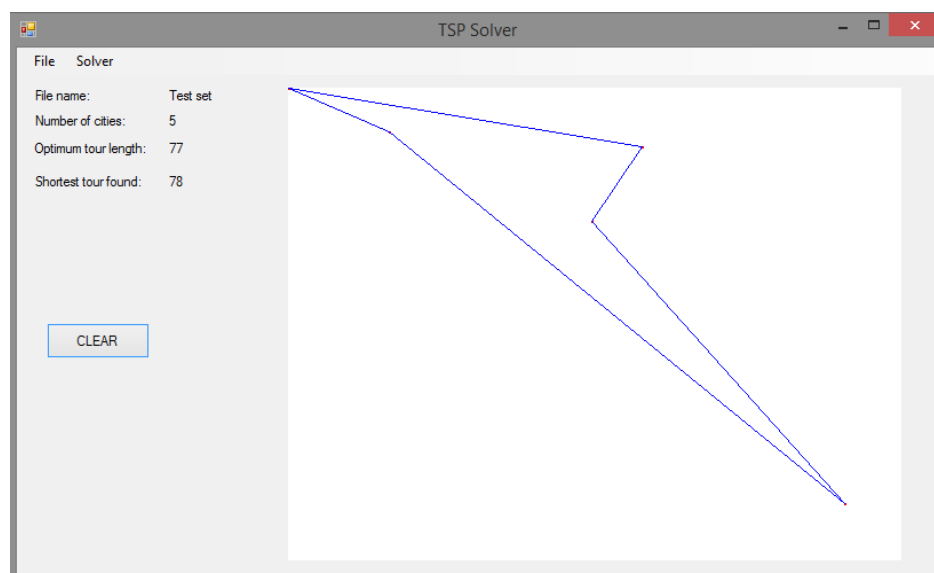 TSP Solver
File Solver
File name: Test set
Number of cities: 5
Optimum tour length: 77
Shortest tour found: 78
CLEAR